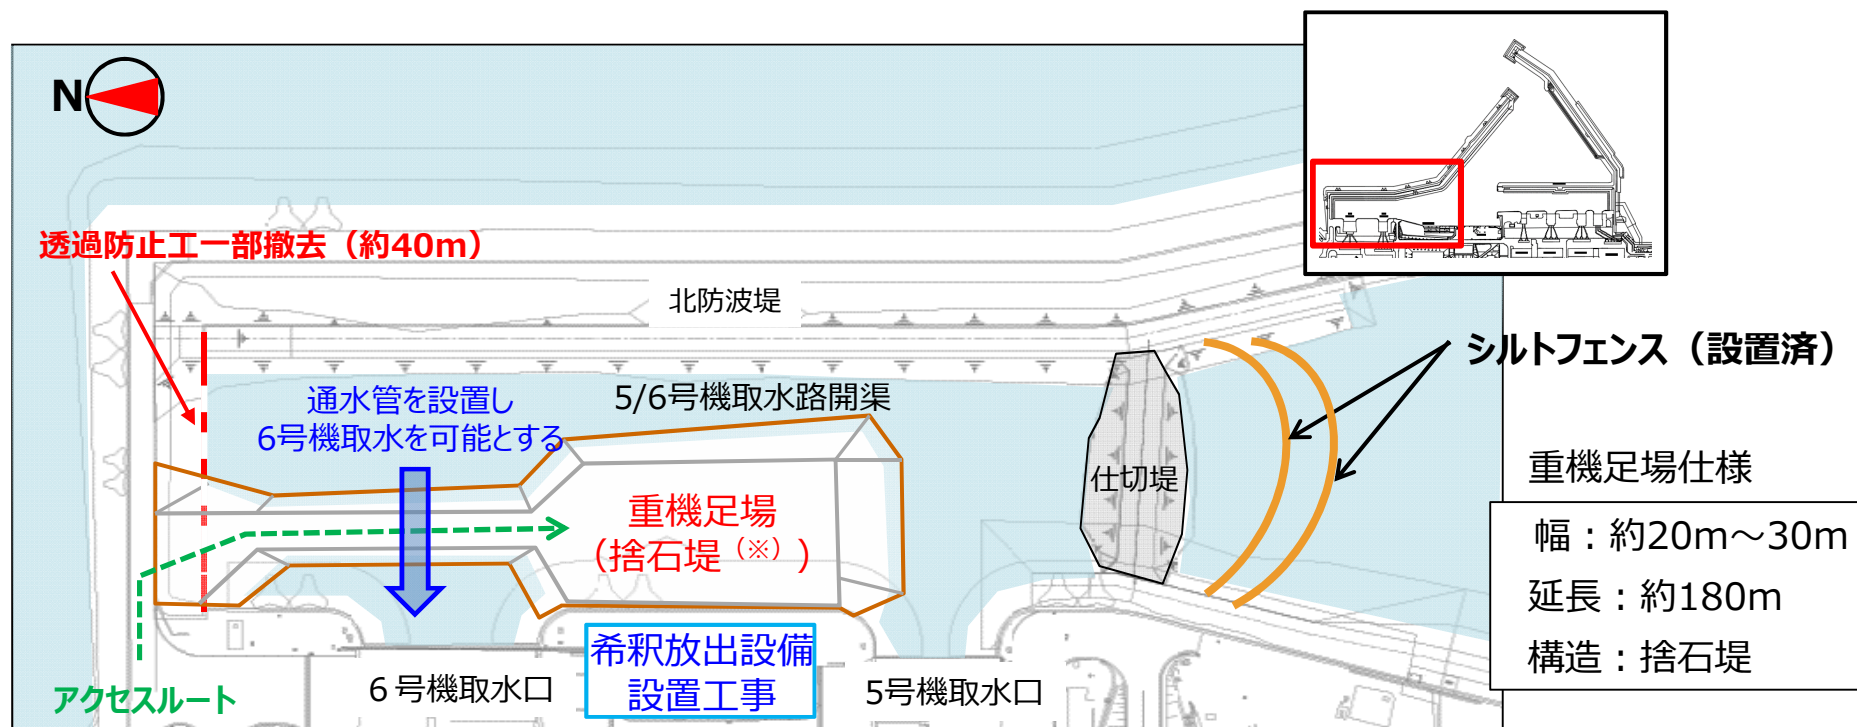 N
透過防止工一部撤去（約40m）
北防波堤
シルトフェンス（設置済）
通水管を設置し
6号機取水を可能とする
5/6号機取水路開渠
仕切堤
重機足場
（捨石堤（※））
重機足場仕様
幅：約20m～30m
延長：約180m
構造：捨石堤
アクセスルート
６号機取水口
希釈放出設備
設置工事
5号機取水口